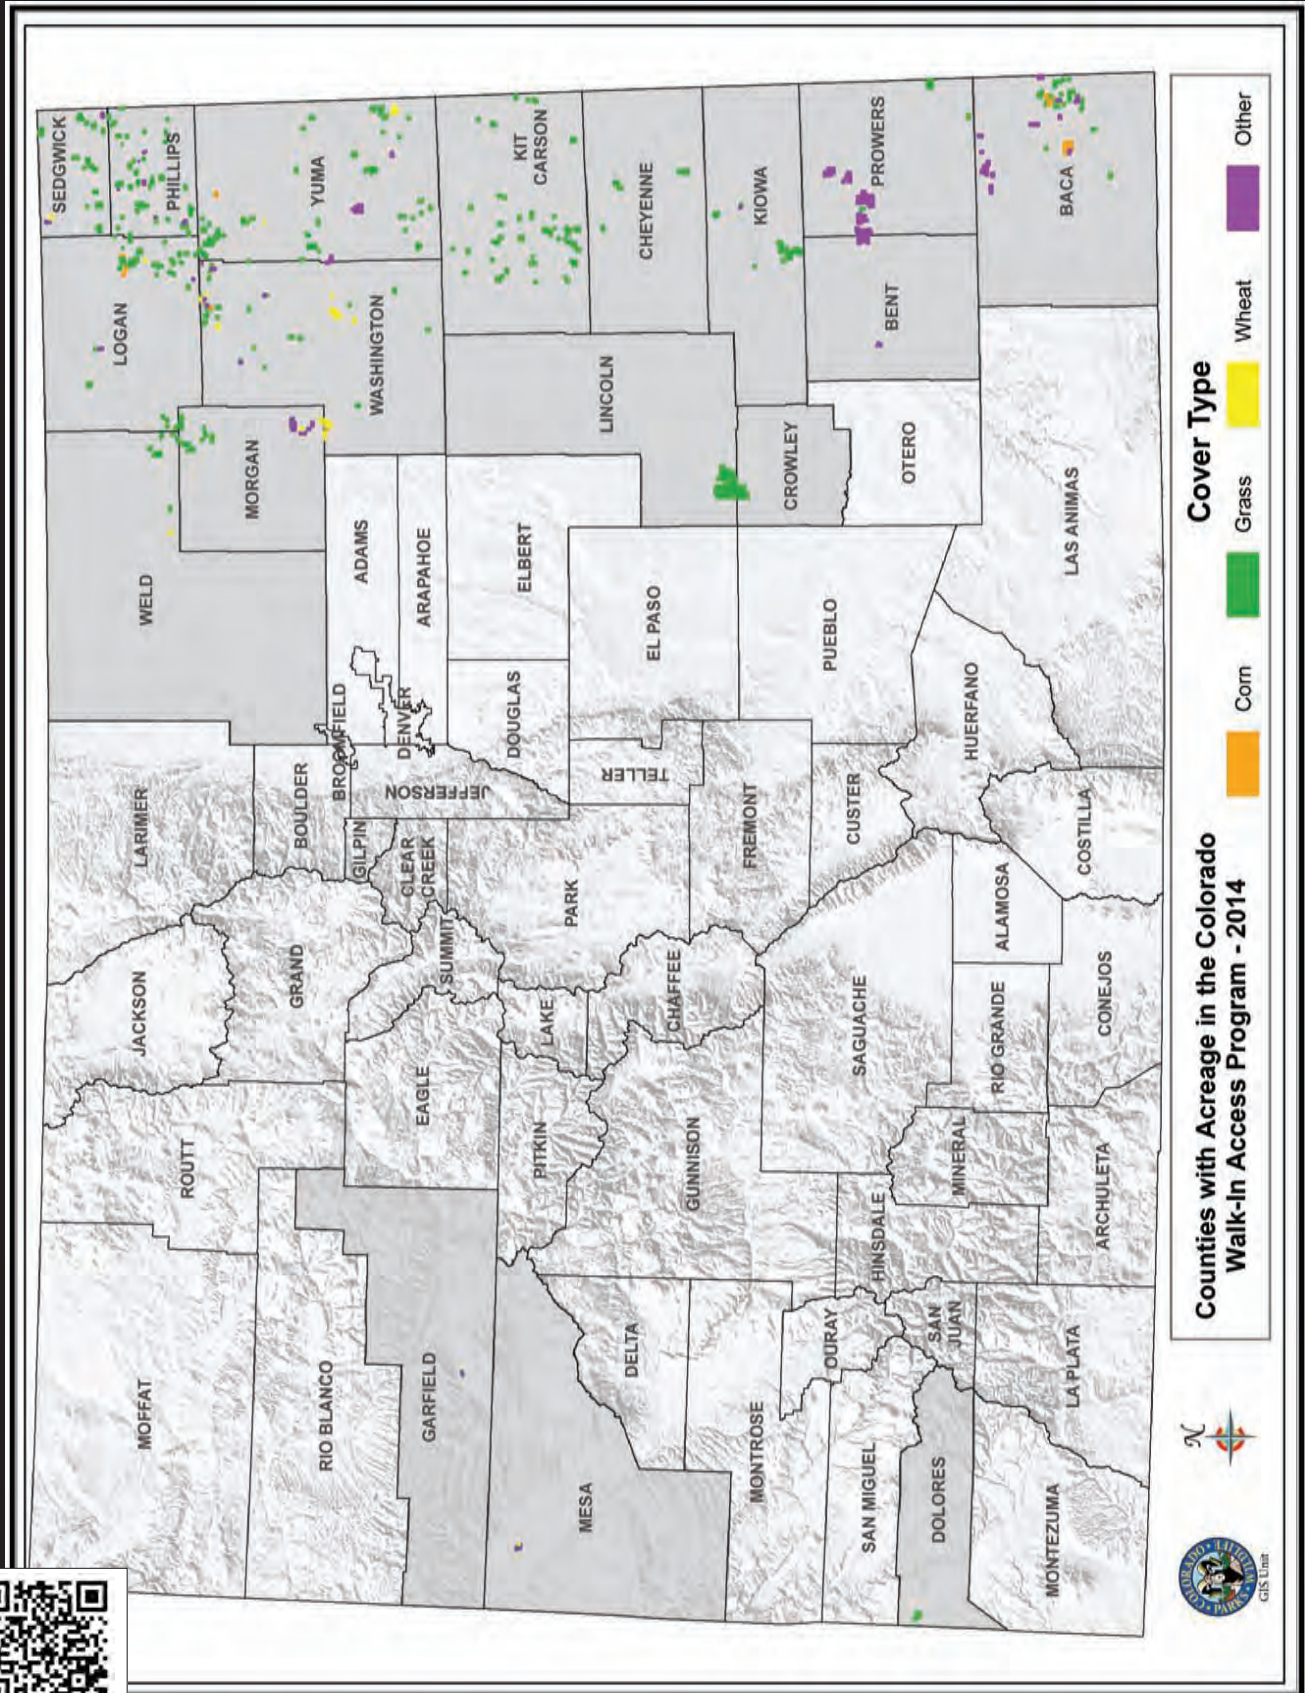 MOFFAT
ROUTT
JACKSON
LARIMER
WELD
LOGAN
SEDGWICK
PHILLIPS
RIO BLANCO
GRAND
BOULDER
BROOMFIELD
MORGAN
WASHINGTON
YUMA
GARFIELD
EAGLE
SUMMIT
GILPIN
CLEAR
CREEK
JEFFERSON
DENVER
ADAMS
ARAPAHOE
MESA
PITKIN
LAKE
PARK
DOUGLAS
ELBERT
LINCOLN
KIT
CARSON
DELTA
GUNNISON
CHAFFEE
TELLER
EL PASO
CHEYENNE
MONTROSE
OURAY
SAGUACHE
FREMONT
CUSTER
PUEBLO
CROWLEY
KIOWA
SAN MIGUEL
HINSDALE
DOLORES
SAN
JUAN
MINERAL
RIO GRANDE
ALAMOSA
HUERFANO
OTERO
BENT
PROWERS
MONTEZUMA
LA PLATA
ARCHULETA
CONEJOS
COSTILLA
LAS ANIMAS
BACA
COLORADO
PARKS
WILDLIFE
GIS Unit
N
Counties with Acreage in the Colorado
Walk-In Access Program - 2014
Cover Type
Corn
Grass
Wheat
Other